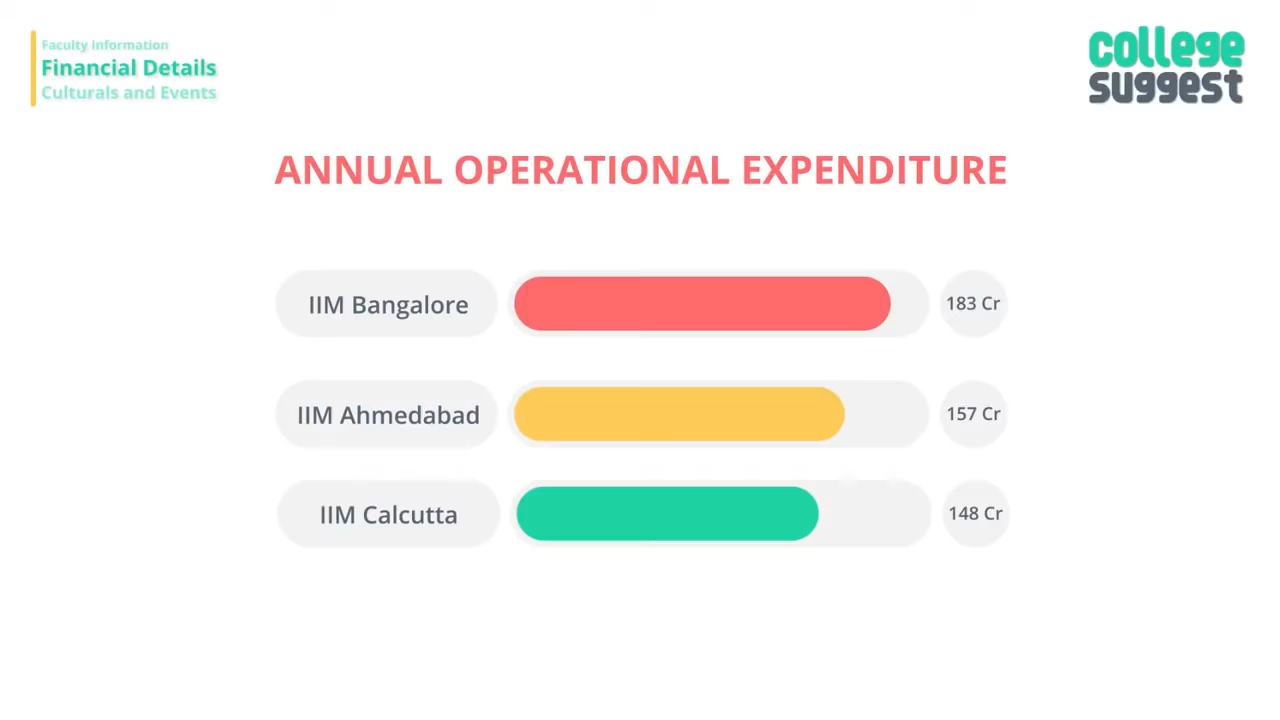 Faculty Information
Financial Details
Culturals and Events
college
suggest
ANNUAL OPERATIONAL EXPENDITURE
IIM Bangalore 183 Cr
IIM Ahmedabad 157 Cr
IIM Calcutta 148 Cr